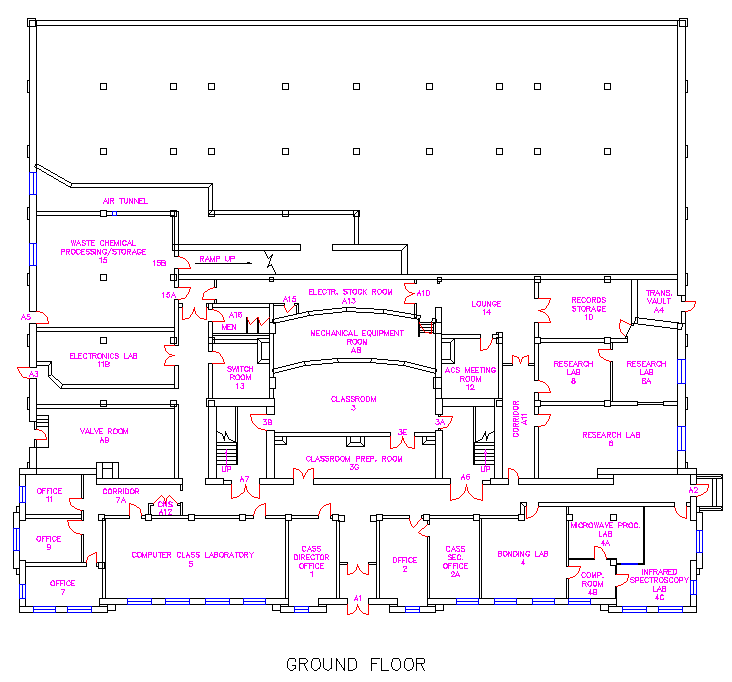 AIR TUNNEL
WASTE CHEMICAL
PROCESSING/STORAGE
15
15B
RAMP UP
15A
ELECTR. STOCK ROOM
A13
A10
A15
LOUNGE
14
RECORDS
STORAGE
10
TRANS.
VAULT
A4
A5
A16
MEN
MECHANICAL EQUIPMENT
ROOM
A8
ELECTRONICS LAB
11B
A3
SWITCH
ROOM
13
ACS MEETING
ROOM
12
RESEARCH
LAB
8
RESEARCH
LAB
8A
CLASSROOM
3
CORRIDOR
A11
3B
3A
3E
VALVE ROOM
A9
RESEARCH LAB
6
CLASSROOM PREP. ROOM
3G
UP
UP
A7
A6
A2
OFFICE
11
CORRIDOR
7A
A12
OFFICE
9
COMPUTER CLASS LABORATORY
5
CASS
DIRECTOR
OFFICE
1
OFFICE
2
CASS
SEC.
OFFICE
2A
BONDING LAB
4
MICROWAVE PROC.
LAB
4A
COMP.
ROOM
4B
INFRARED
SPECTROSCOPY
LAB
4C
OFFICE
7
A1
GROUND FLOOR